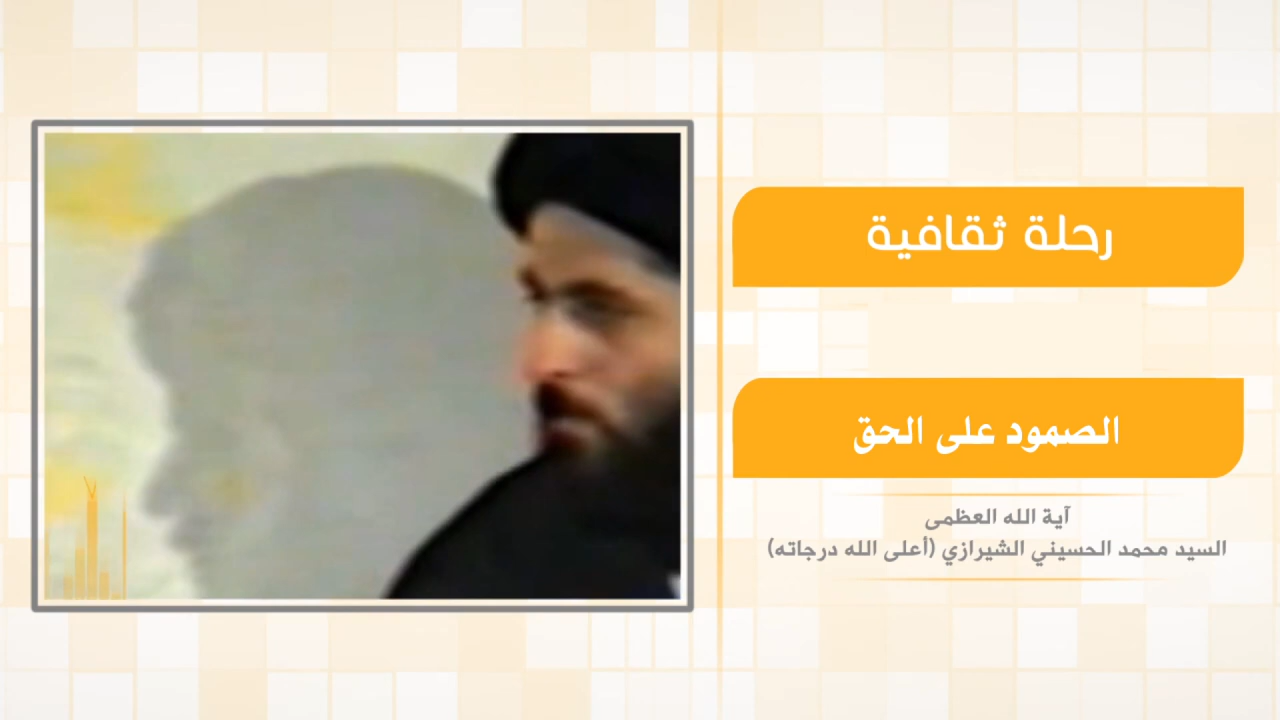 رحلة ثقافية
الصمود على الحق
آية الله العظمى
السيد محمد الحسيني الشيرازي (أعلى الله درجاته)